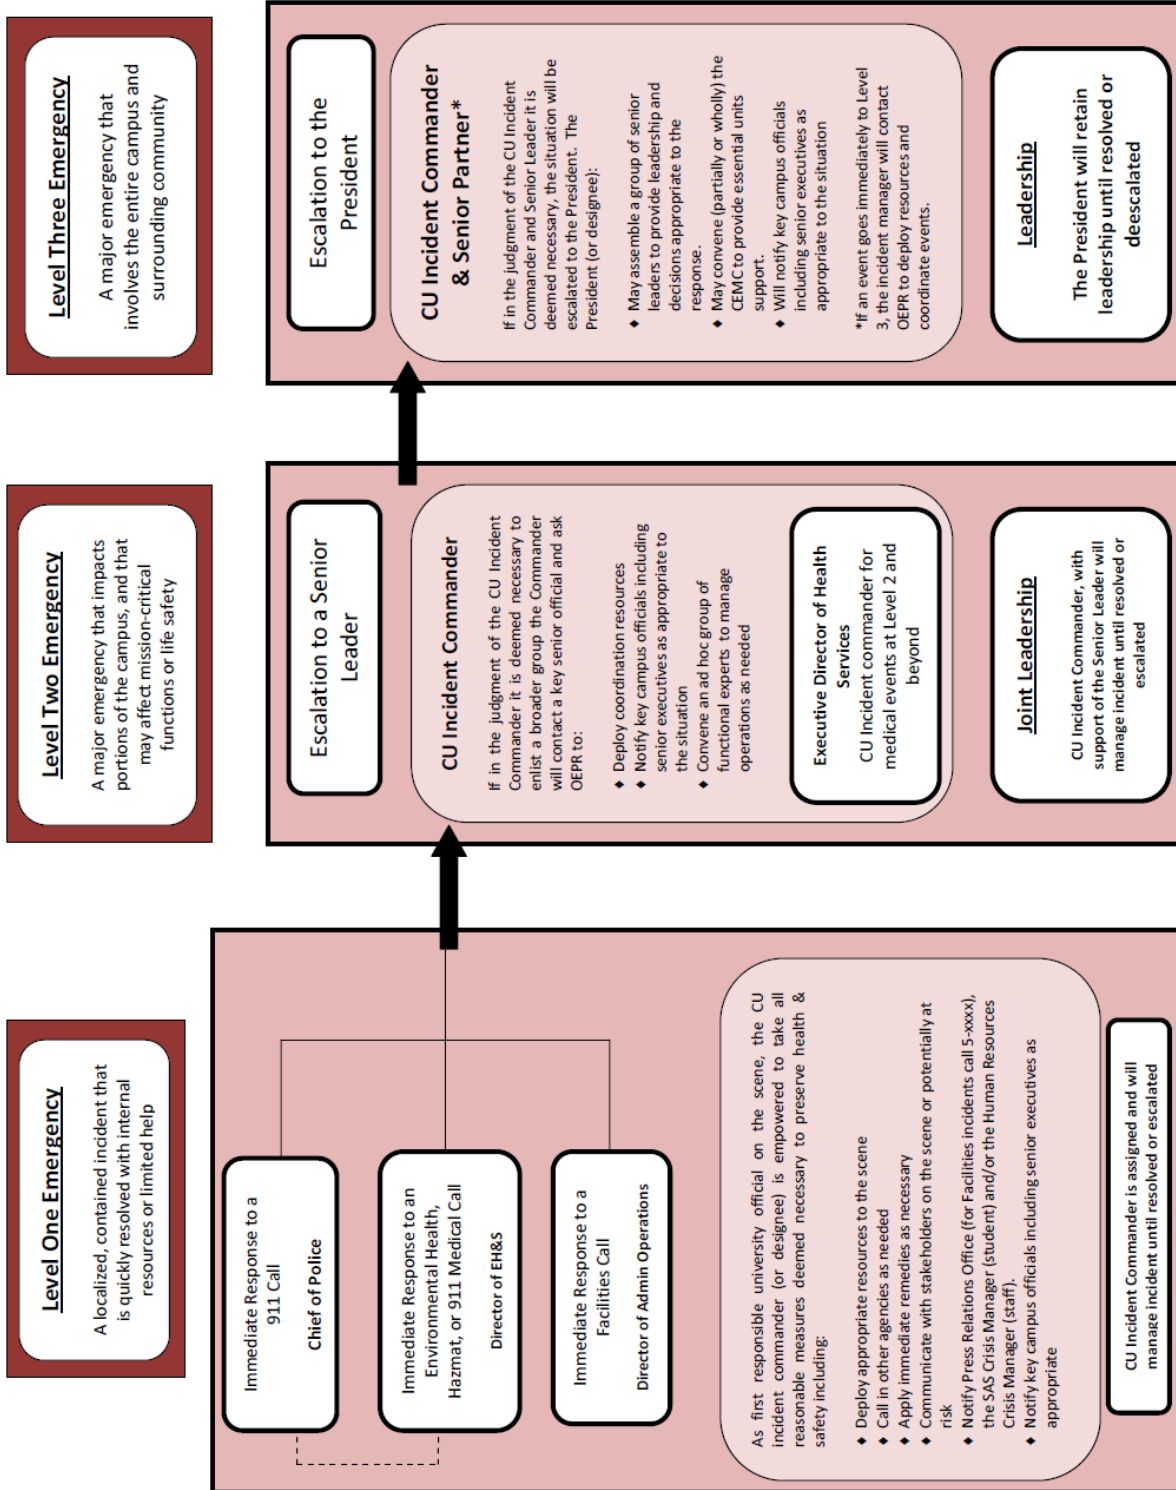 Level One Emergency
A localized, contained incident that
is quickly resolved with internal
resources or limited help
Immediate Response to a
911 Call
Chief of Police
Immediate Response to an
Environmental Health,
Hazmat, or 911 Medical Call
Director of EH&S
Immediate Response to a
Facilities Call
Director of Admin Operations
As first responsible university official on the scene, the CU
incident commander (or designee) is empowered to take all
reasonable measures deemed necessary to preserve health &
safety including:
♦ Deploy appropriate resources to the scene
♦ Call in other agencies as needed
♦ Apply immediate remedies as necessary
♦ Communicate with stakeholders on the scene or potentially at
risk
♦ Notify Press Relations Office (for Facilities incidents call 5-xxxx),
the SAS Crisis Manager (student) and/or the Human Resources
Crisis Manager (staff).
♦ Notify key campus officials including senior executives as
appropriate
CU Incident Commander is assigned and will
manage incident until resolved or escalated
Level Two Emergency
A major emergency that impacts
portions of the campus, and that
may affect mission-critical
functions or life safety
Escalation to a Senior
Leader
CU Incident Commander
If in the judgment of the CU Incident
Commander it is deemed necessary to
enlist a broader group the Commander
will contact a key senior official and ask
OEPR to:
♦ Deploy coordination resources
♦ Notify key campus officials including
senior executives as appropriate to
the situation
♦ Convene an ad hoc group of
functional experts to manage
operations as needed
Executive Director of Health
Services
CU Incident commander for
medical events at Level 2 and
beyond
Joint Leadership
CU Incident Commander, with
support of the Senior Leader will
manage incident until resolved or
escalated
Level Three Emergency
A major emergency that
involves the entire campus and
surrounding community
Escalation to the
President
CU Incident Commander
& Senior Partner*
If in the judgment of the CU Incident
Commander and Senior Leader it is
deemed necessary, the situation will be
escalated to the President. The
President (or designee):
♦ May assemble a group of senior
leaders to provide leadership and
decisions appropriate to the
response.
♦ May convene (partially or wholly) the
CEMC to provide essential units
support.
♦ Will notify key campus officials
including senior executives as
appropriate to the situation
*If an event goes immediately to Level
3, the incident manager will contact
OEPR to deploy resources and
coordinate events.
Leadership
The President will retain
leadership until resolved or
deescalated